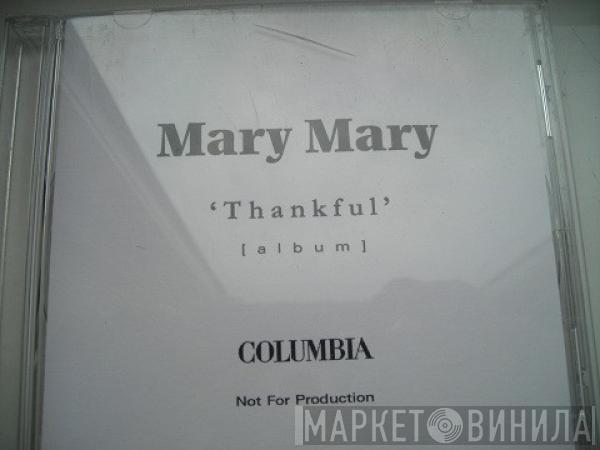 Mary Mary
‘Thankful’
[album]
COLUMBIA
Not For Production
МАРКЕТ ВИНИЛА